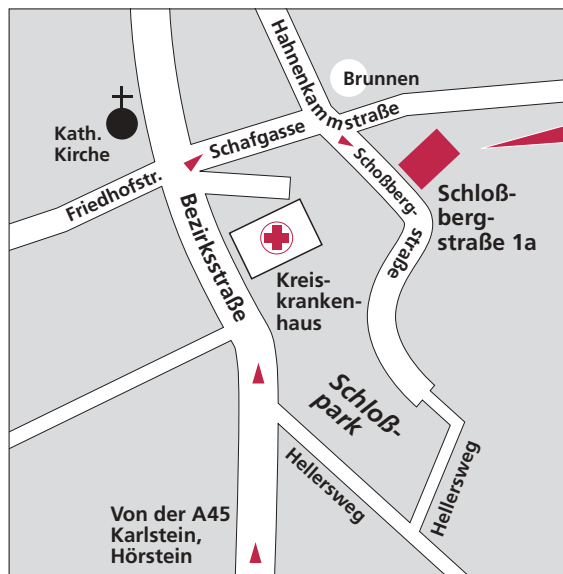 Hahnenkammstraße
Brunnen
Kath.
Kirche
Schafgasse
Friedhofstr.
Schoßberg-
straße
Schloß-
berg-
straße 1a
Bezirksstraße
Kreis-
kranken-
haus
Schloß-
park
Hellersweg
Hellersweg
Von der A45
Karlstein,
Hörstein